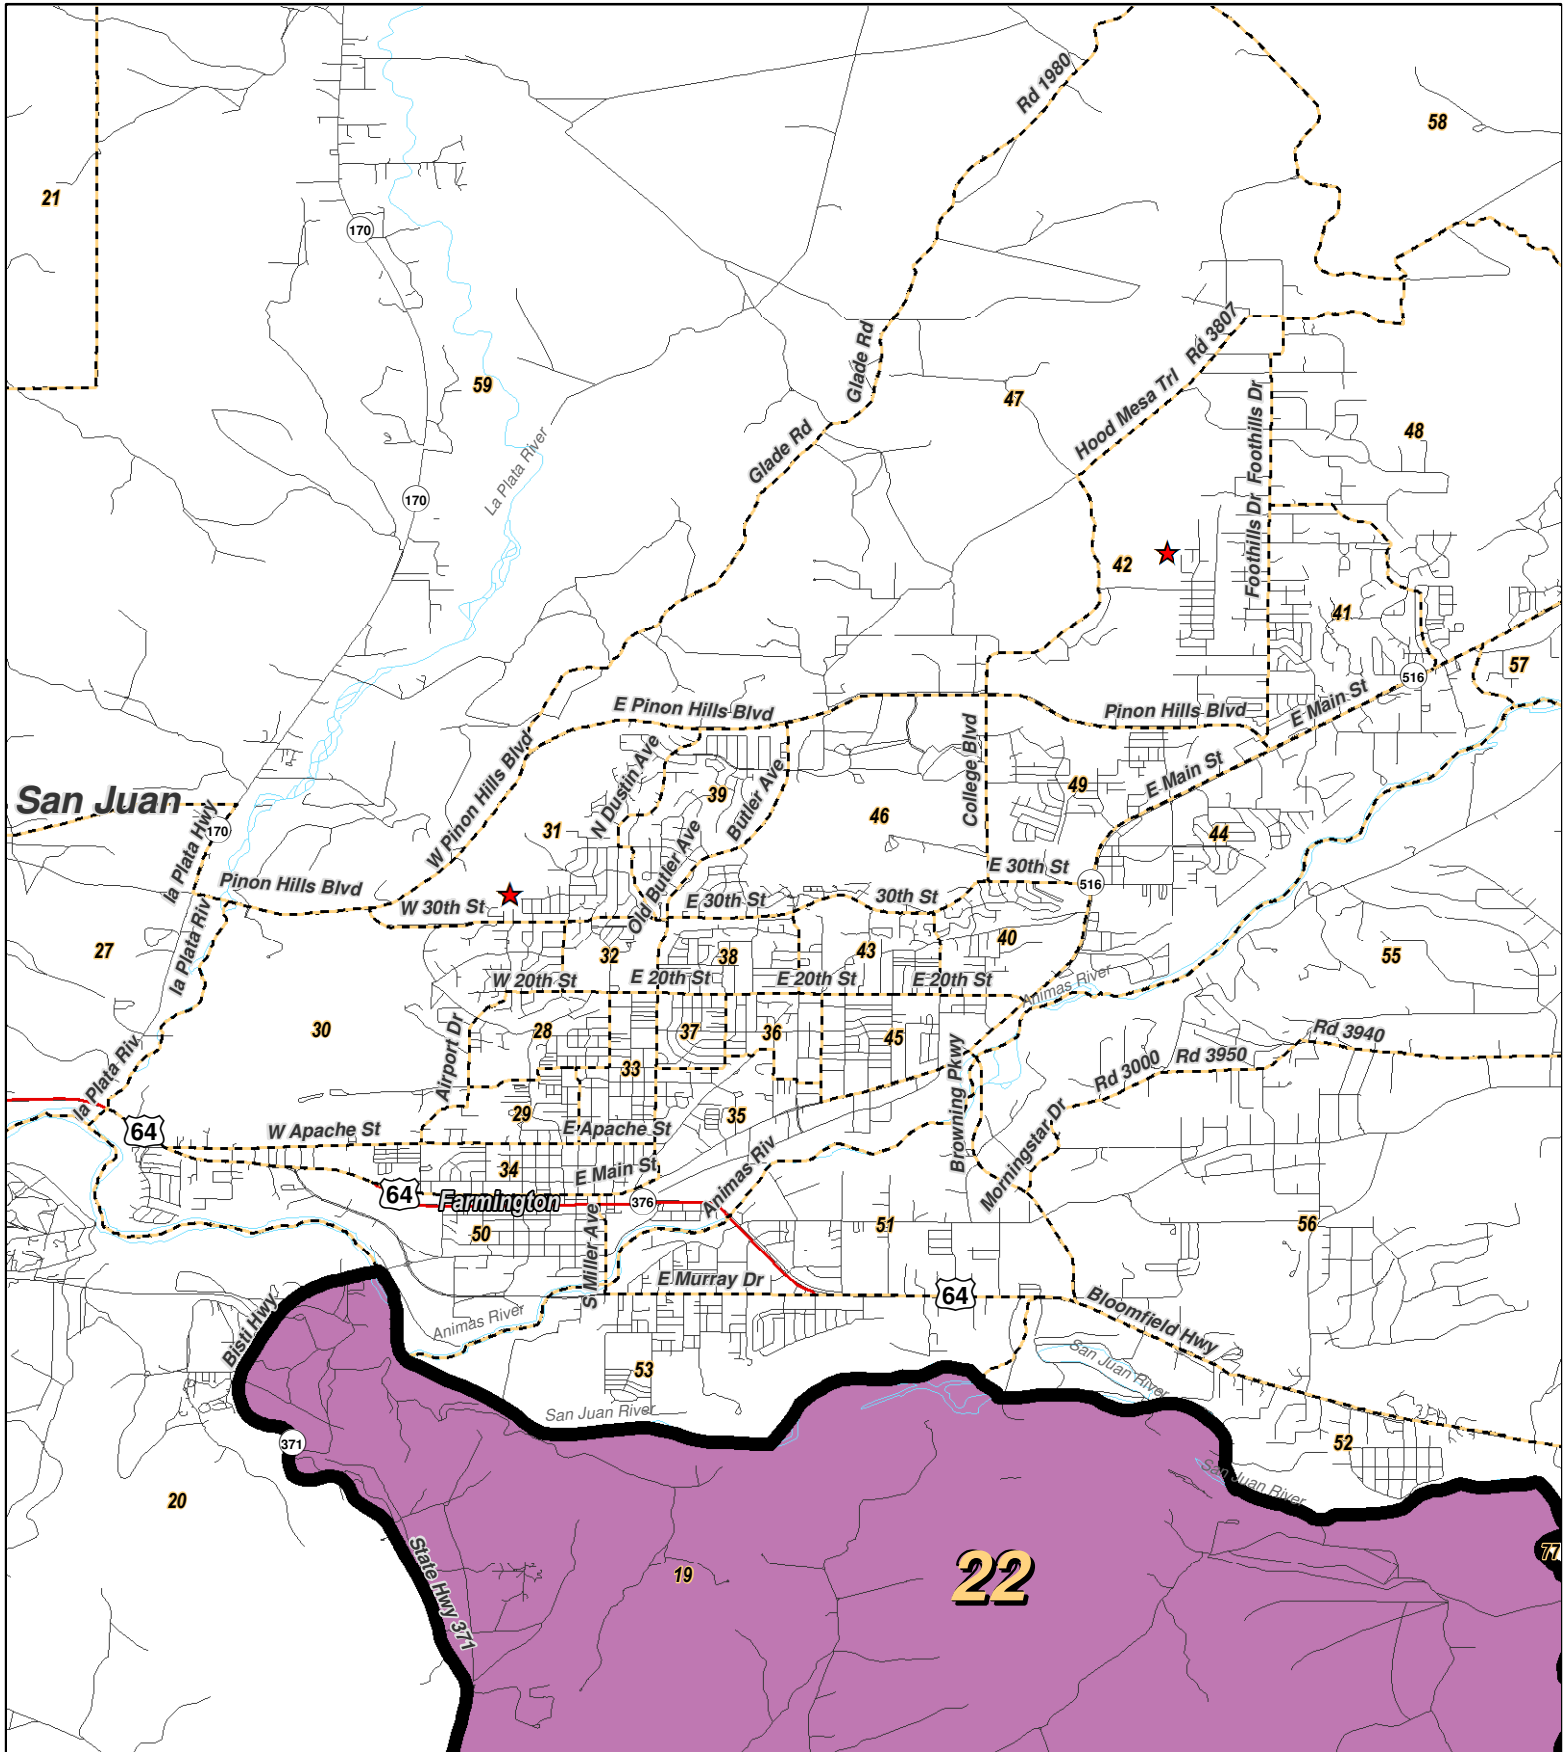 Rd 1980
58
21
170
Glade Rd
Rd 3807
59
47
Hood Mesa Trl
Foothills Dr
48
Glade Rd
La Plata River
170
Foothills Dr
42
41
57
516
E Pinon Hills Blvd
Pinon Hills Blvd
E Main St
College Blvd
W Pinon Hills Blvd
N Dustin Ave
Butler Ave
E Main St
49
San Juan
39
la Plata Hwy
170
31
46
44
Old Butler Ave
E 30th St
Pinon Hills Blvd
516
W 30th St
E 30th St
30th St
la Plata Riv
27
32
38
43
40
55
W 20th St
E 20th St
E 20th St
E 20th St
Animas River
30
Airport Dr
28
37
36
45
Rd 3940
Browning Pkwy
Rd 3950
Rd 3000
la Plata Riv
33
29
35
64
W Apache St
E Apache St
Morningstar Dr
34
E Main St
Animas Riv
64
Farmington
376
50
S Miller Ave
51
56
E Murray Dr
64
Bloomfield Hwy
Bisti Hwy
Animas River
San Juan River
53
San Juan River
371
52
San Juan River
20
State Hwy 371
19
22
77